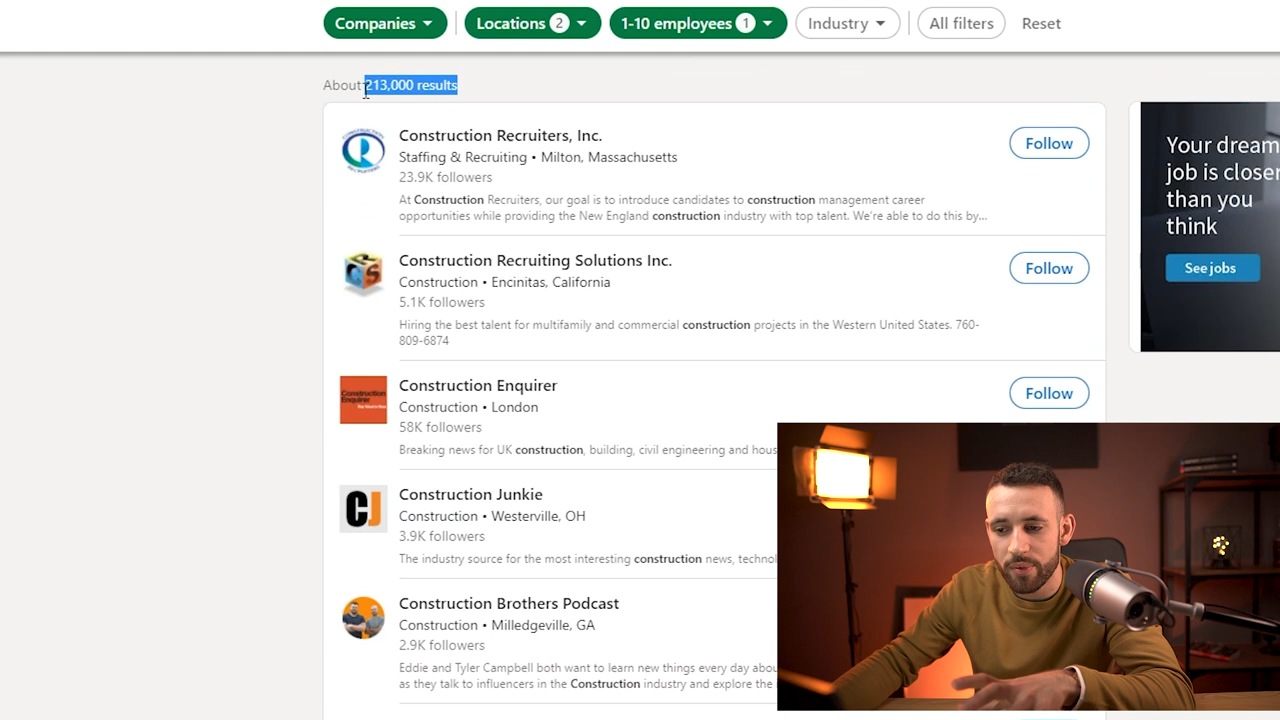 Companies
Locations 2
1-10 employees 1
Industry
All filters
Reset
About 213,000 results
Construction Recruiters, Inc.
Staffing & Recruiting • Milton, Massachusetts
23.9K followers
At Construction Recruiters, our goal is to introduce candidates to construction management career
opportunities while providing the New England construction industry with top talent. We're able to do this by...
Follow
Construction Recruiting Solutions Inc.
Construction • Encinitas, California
5.1K followers
Hiring the best talent for multifamily and commercial construction projects in the Western United States. 760-
809-6874
Follow
Construction Enquirer
Construction • London
58K followers
Breaking news for UK construction, building, civil engineering and hous
Follow
Construction Junkie
Construction • Westerville, OH
3.9K followers
The industry source for the most interesting construction news, technol
Construction Brothers Podcast
Construction • Milledgeville, GA
2.9K followers
Eddie and Tyler Campbell both want to learn new things every day abou
as they talk to influencers in the Construction industry and explore the
Your dream
job is closer
than you
think
See jobs
CJ
Construction
Enquirer